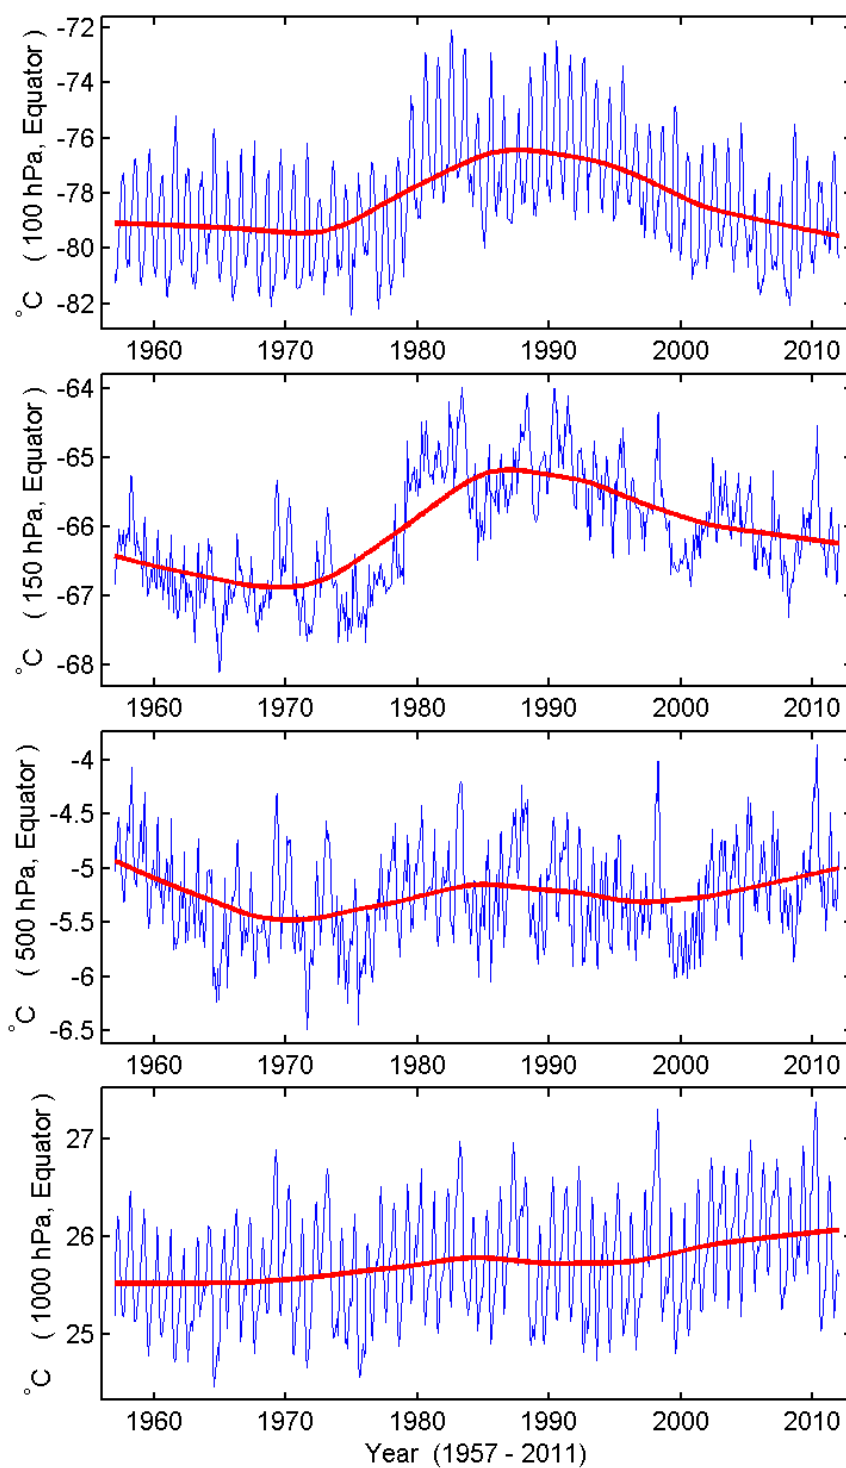 °C ( 100 hPa, Equator )
-72
-74
-76
-78
-80
-82
1960 1970 1980 1990 2000 2010
°C ( 150 hPa, Equator )
-64
-65
-66
-67
-68
1960 1970 1980 1990 2000 2010
°C ( 500 hPa, Equator )
-4
-4.5
-5
-5.5
-6
-6.5
1960 1970 1980 1990 2000 2010
°C ( 1000 hPa, Equator )
27
26
25
1960 1970 1980 1990 2000 2010
Year (1957 - 2011)